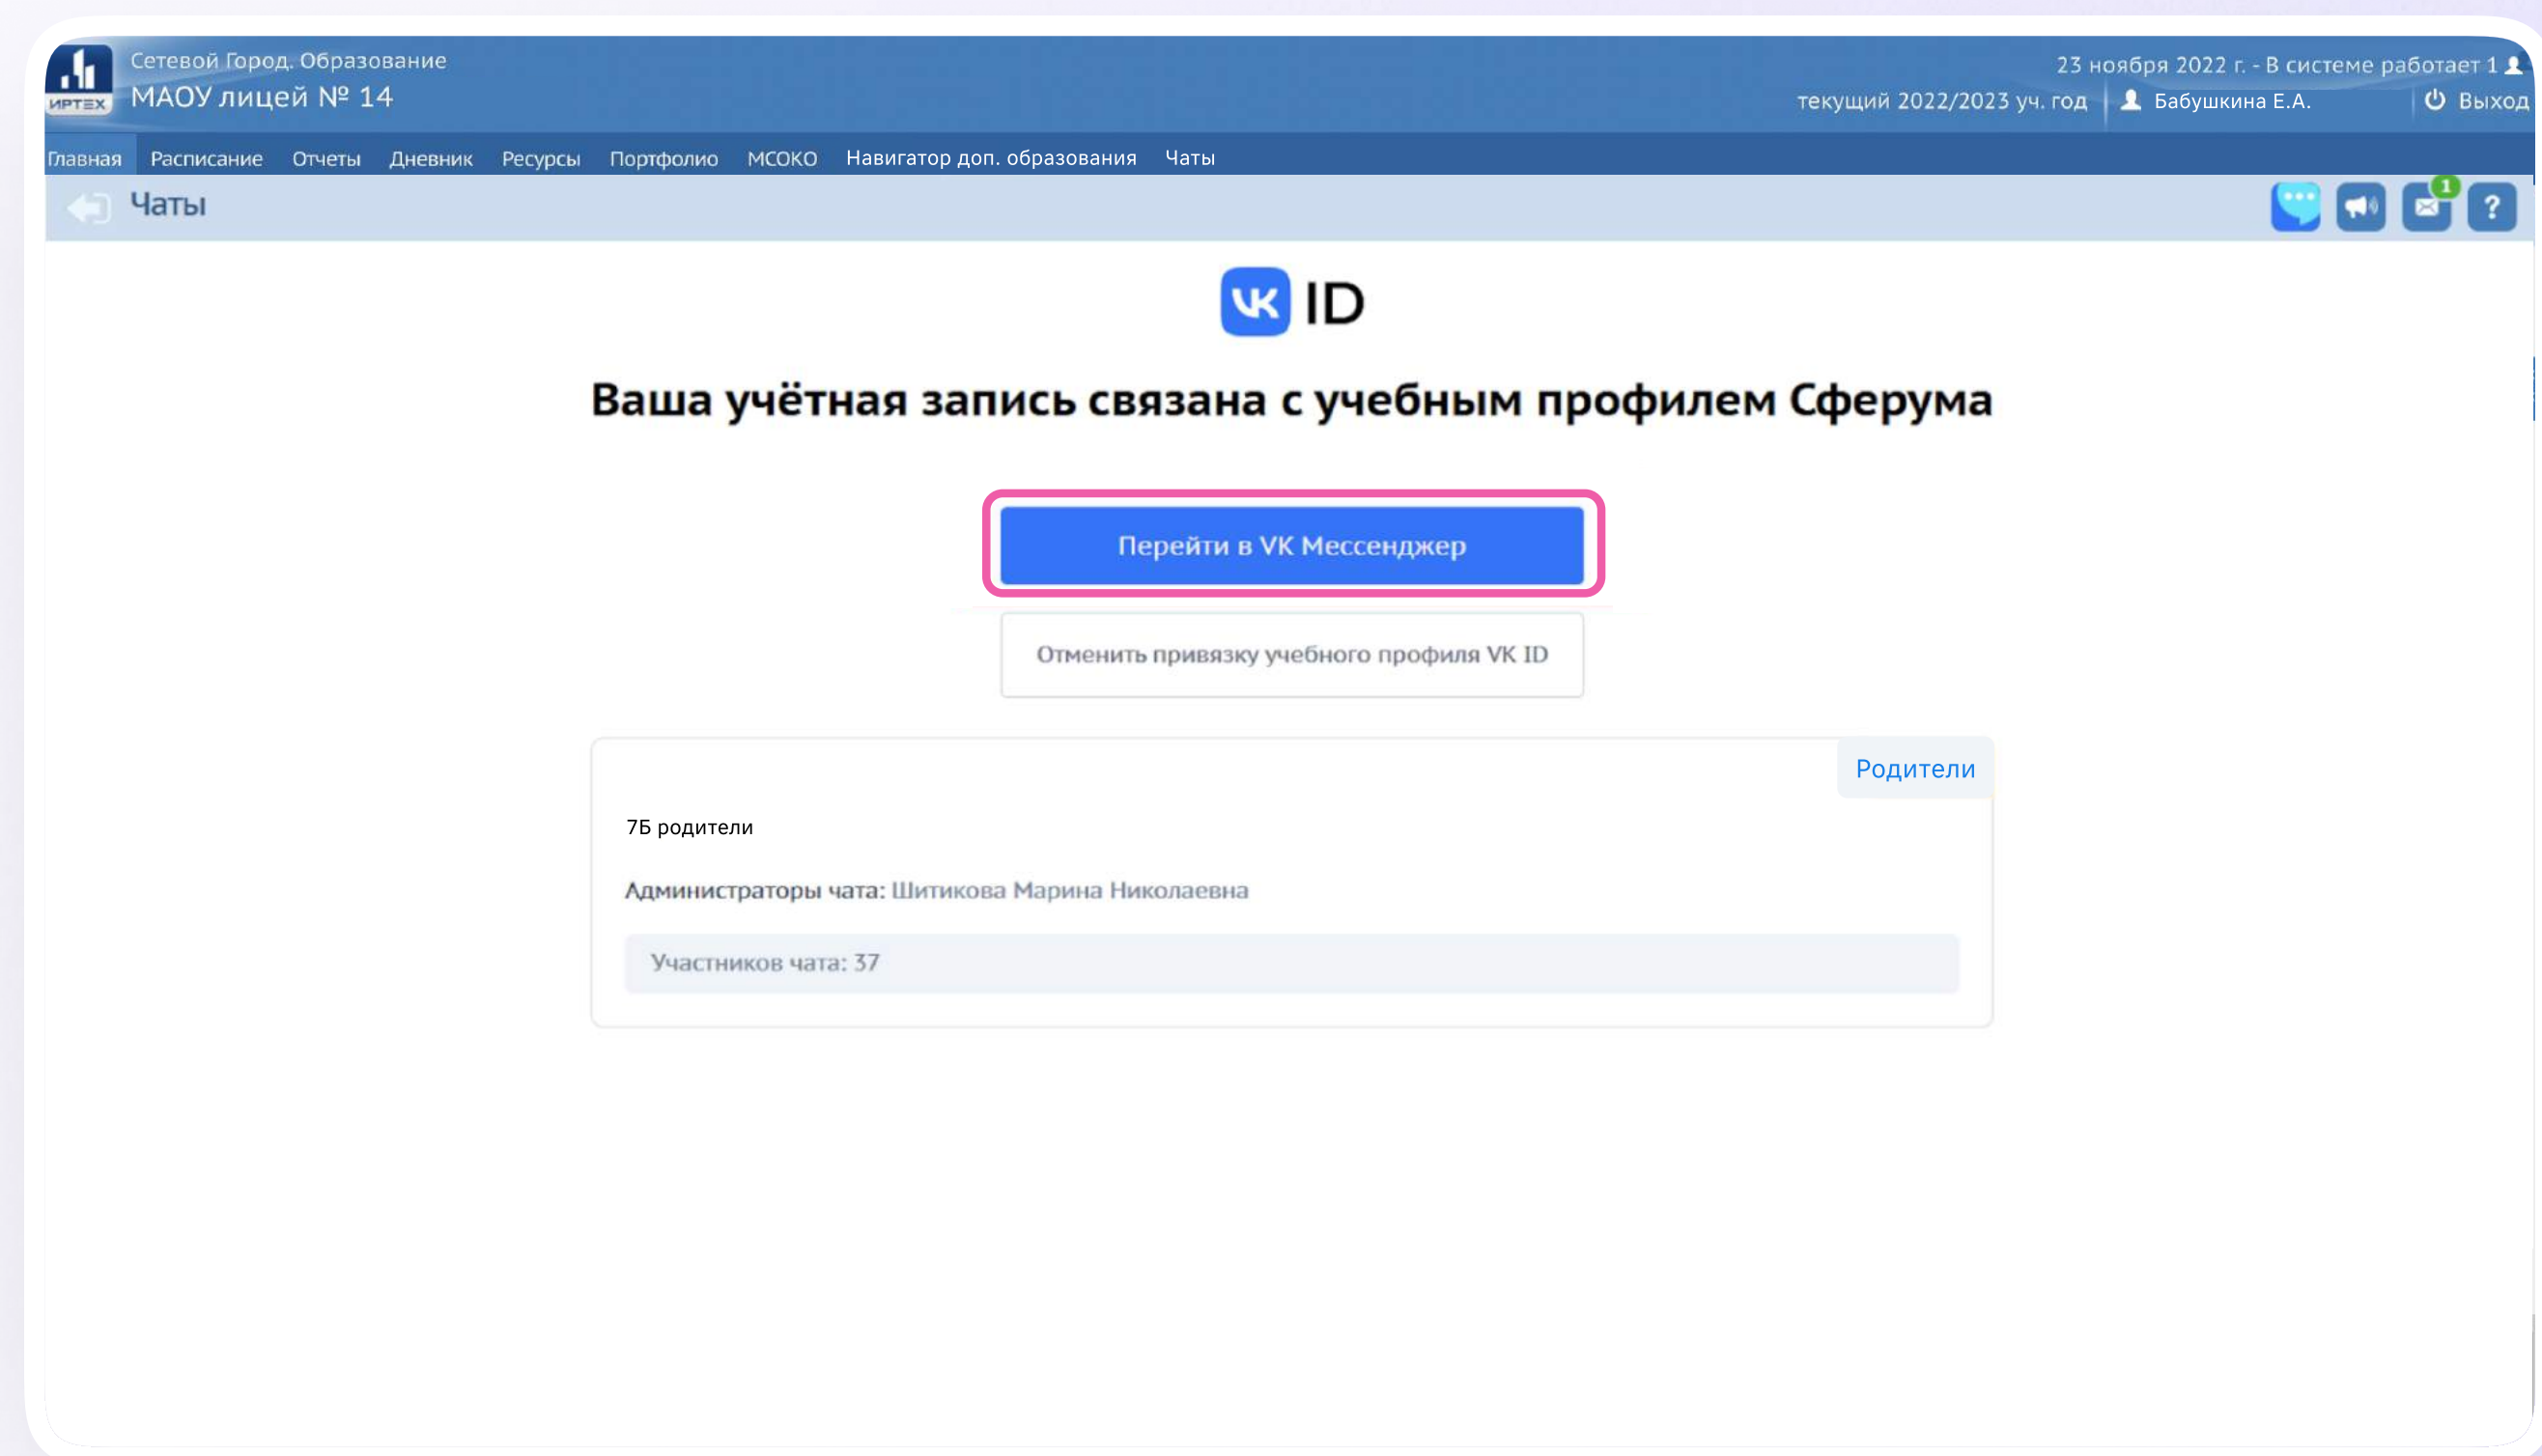 Сетевой Город. Образование
МАОУ лицей № 14
ИРТЕХ
23 ноября 2022 г. - В системе работает 1
текущий 2022/2023 уч. год Бабушкина Е.А. Выход
Главная Расписание Отчеты Дневник Ресурсы Портфолио МСОКО Навигатор доп. образования Чаты
Чаты
1
?
VK ID
Ваша учётная запись связана с учебным профилем Сферума
Перейти в VK Мессенджер
Отменить привязку учебного профиля VK ID
Родители
7Б родители
Администраторы чата: Шитикова Марина Николаевна
Участников чата: 37